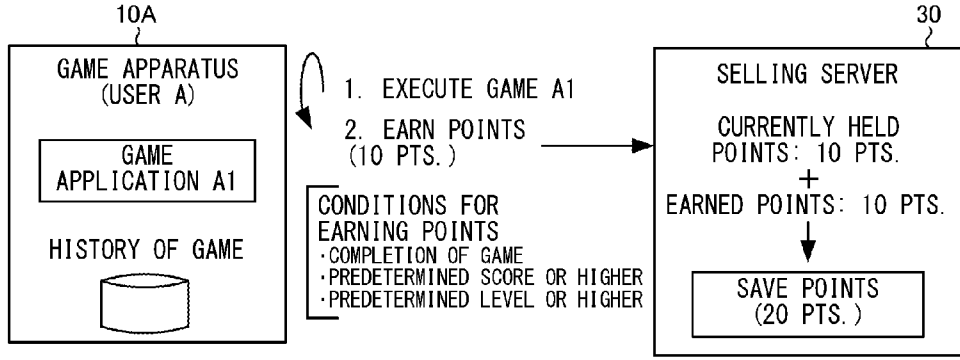 10A
GAME APPARATUS
(USER A)
GAME
APPLICATION A1
HISTORY OF GAME
1. EXECUTE GAME A1
2. EARN POINTS
(10 PTS.)
CONDITIONS FOR
EARNING POINTS
·COMPLETION OF GAME
·PREDETERMINED SCORE OR HIGHER
·PREDETERMINED LEVEL OR HIGHER
30
SELLING SERVER
CURRENTLY HELD
POINTS: 10 PTS.
+
EARNED POINTS: 10 PTS.
SAVE POINTS
(20 PTS.)